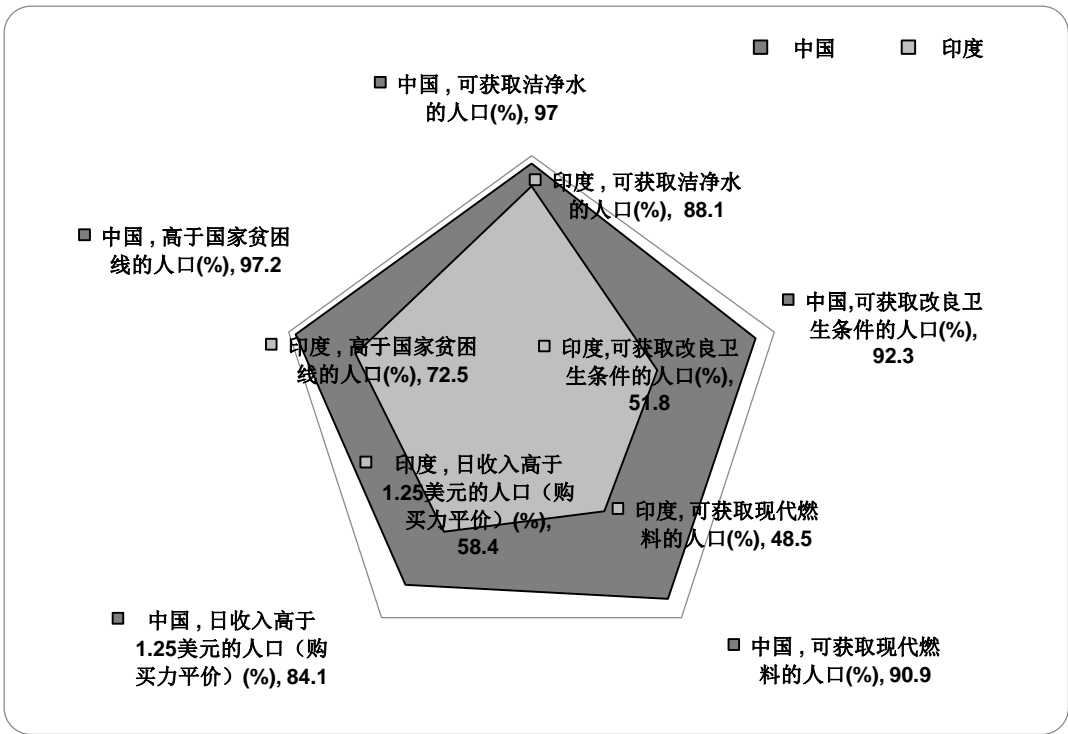 中国 印度
中国 , 可获取洁净水
的人口(%), 97
印度 , 可获取洁净水
的人口(%), 88.1
中国 , 高于国家贫困
线的人口(%), 97.2
中国,可获取改良卫
生条件的人口(%),
92.3
印度 , 高于国家贫困
线的人口(%), 72.5
印度,可获取改良卫
生条件的人口(%),
51.8
印度 , 日收入高于
1.25美元的人口（购
买力平价）(%),
58.4
印度, 可获取现代燃
料的人口(%), 48.5
中国 , 日收入高于
1.25美元的人口（购
买力平价）(%), 84.1
中国 , 可获取现代燃
料的人口(%), 90.9